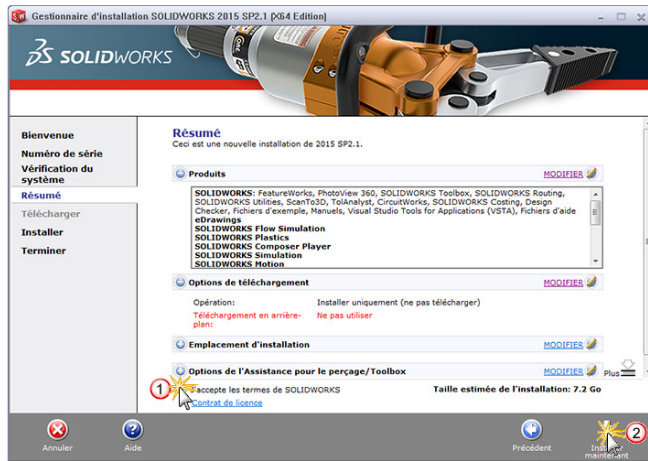 Gestionnaire d'installation SOLIDWORKS 2015 SP2.1 (X64 Edition)
SOLIDWORKS
Bienvenue
Numéro de série
Vérification du
système
Résumé
Télécharger
Installer
Terminer
Résumé
Ceci est une nouvelle installation de 2015 SP2.1.
Produits MODIFIER
SOLIDWORKS: FeatureWorks, PhotoView 360, SOLIDWORKS Toolbox, SOLIDWORKS Routing,
SOLIDWORKS Utilities, ScanTo3D, TolAnalyst, CircuitWorks, SOLIDWORKS Costing, Design
Checker, Fichiers d'exemple, Manuels, Visual Studio Tools for Applications (VSTA), Fichiers d'aide
eDrawings
SOLIDWORKS Flow Simulation
SOLIDWORKS Plastics
SOLIDWORKS Composer Player
SOLIDWORKS Simulation
SOLIDWORKS Motion
Options de téléchargement MODIFIER
Opération: Installer uniquement (ne pas télécharger)
Téléchargement en arrière- Ne pas utiliser
plan:
Emplacement d'installation MODIFIER
Options de l'Assistance pour le perçage/Toolbox MODIFIER Plus
1 J'accepte les termes de SOLIDWORKS Taille estimée de l'installation: 7.2 Go
Contrat de licence
2
Annuler Aide Précédent
maintenant